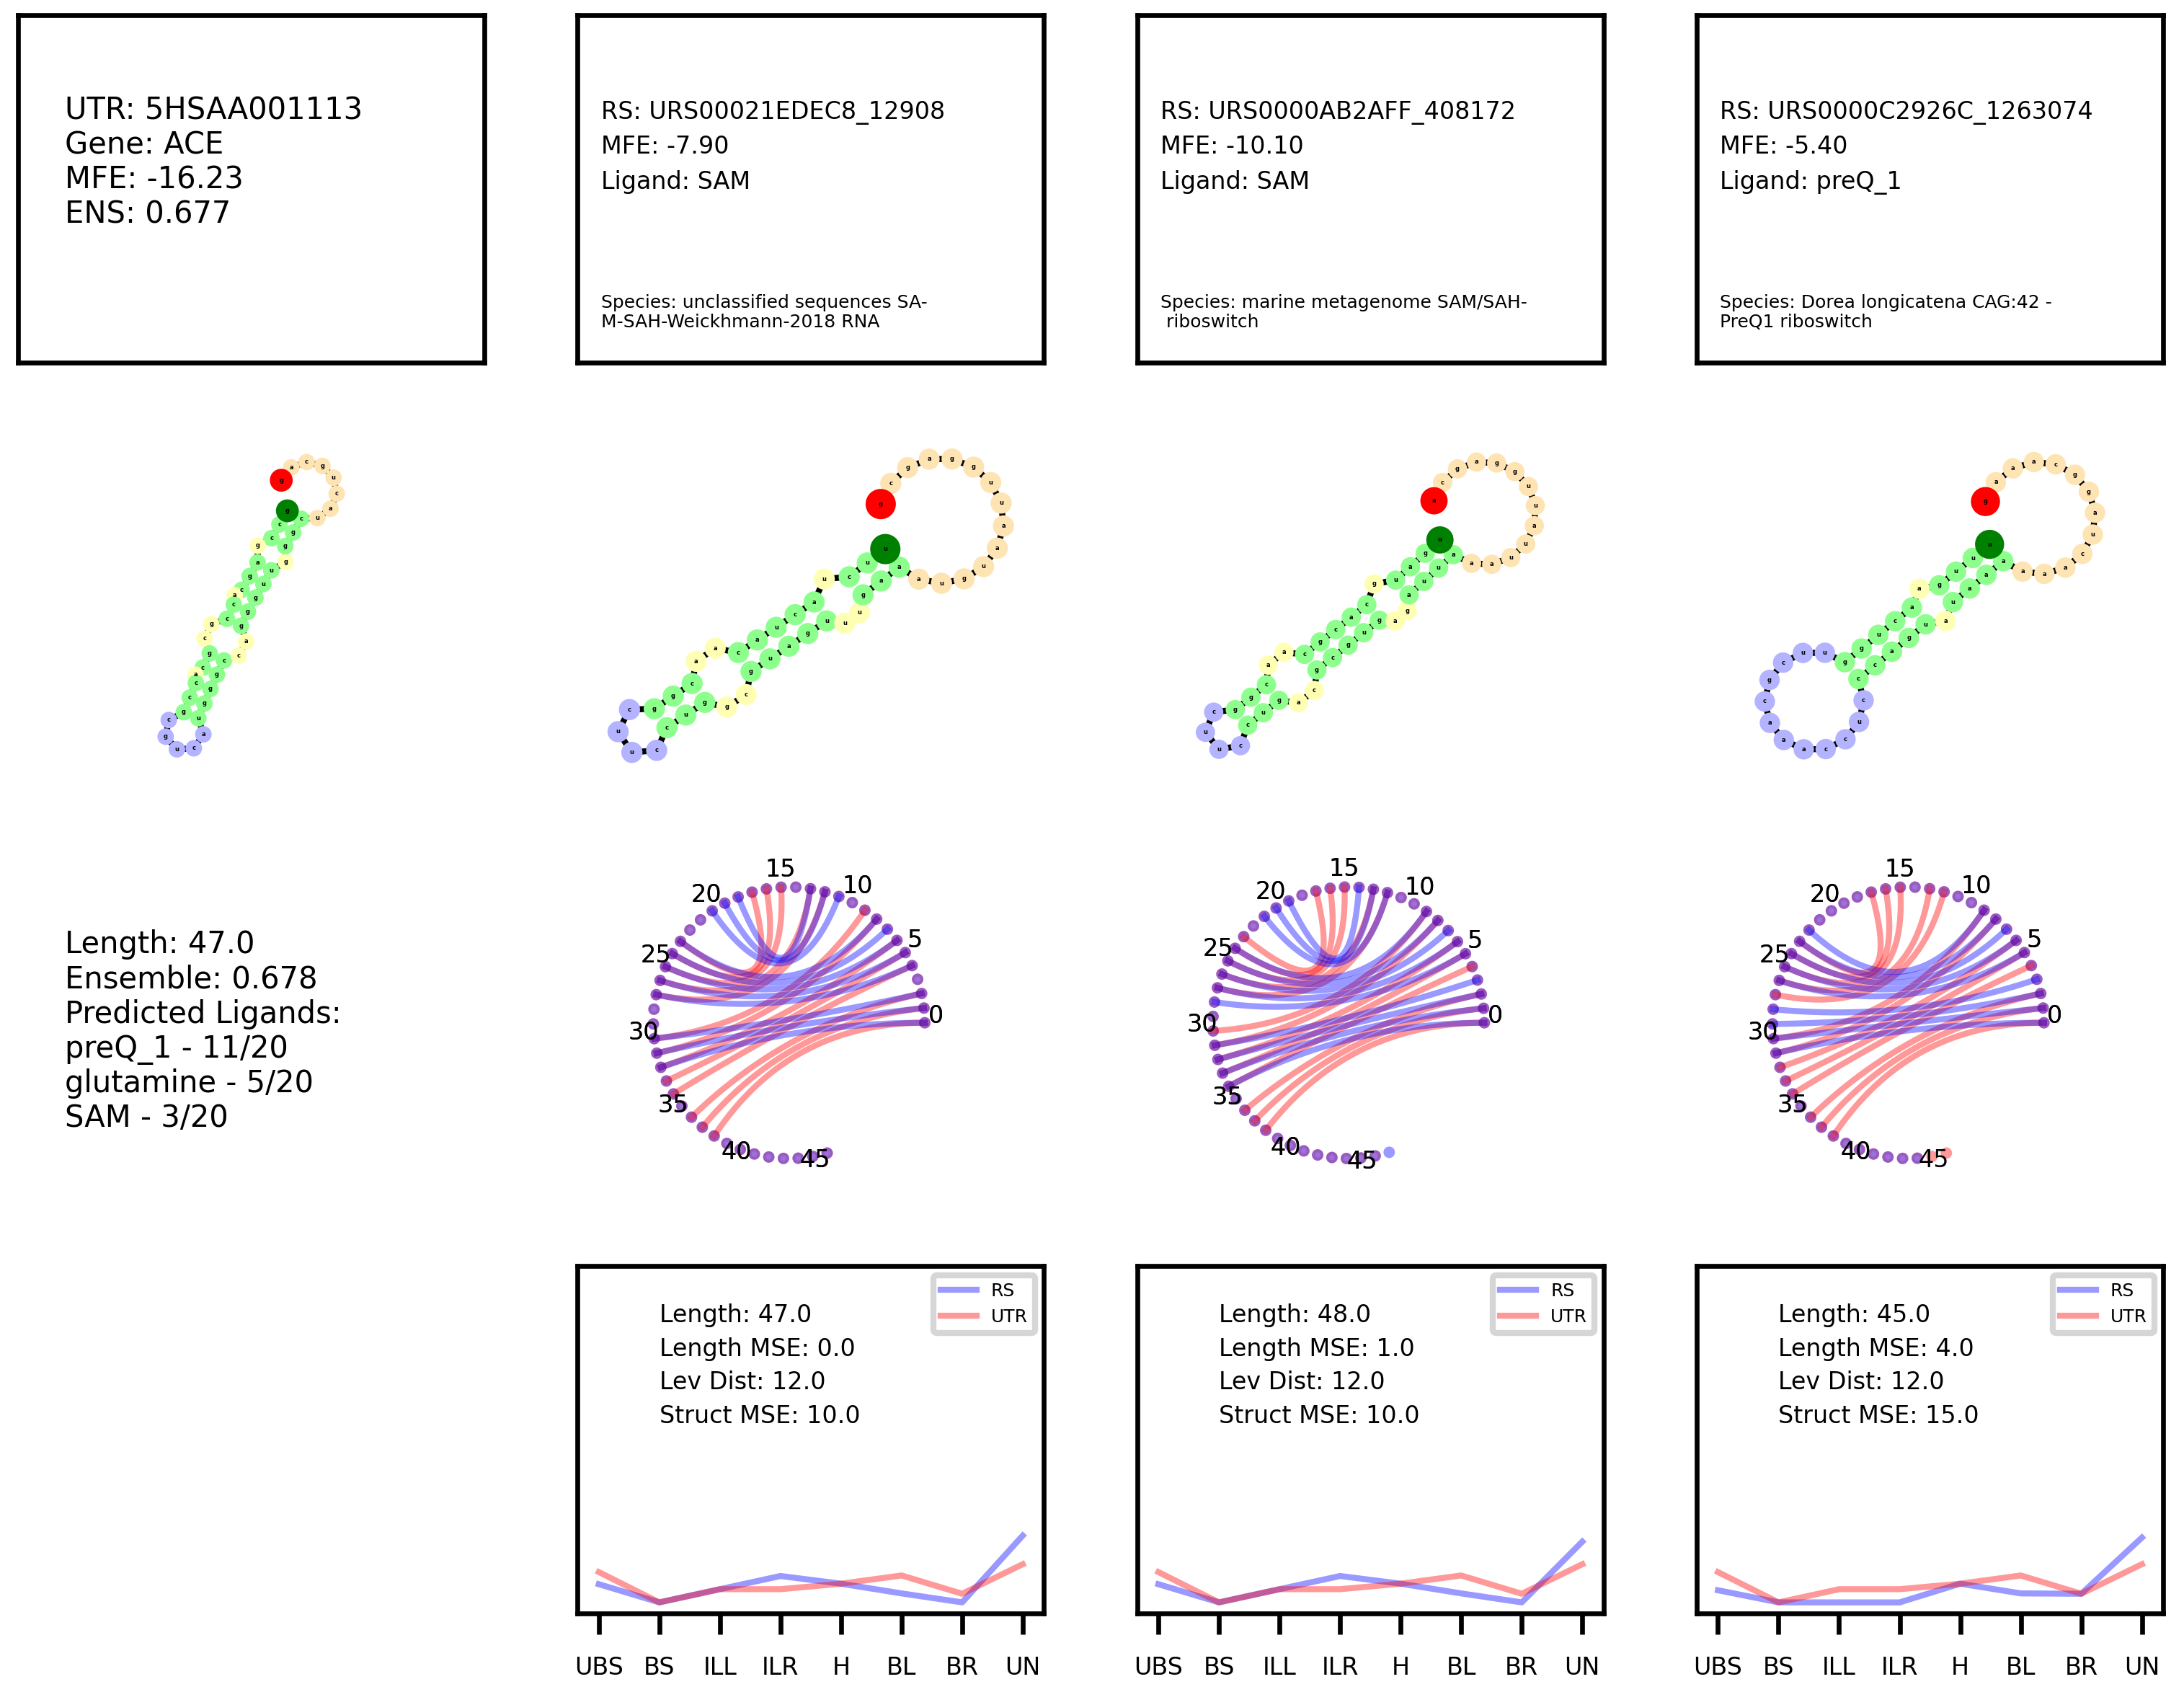 UTR: 5HSAA001113
Gene: ACE
MFE: -16.23
ENS: 0.677
RS: URS00021EDEC8_12908
MFE: -7.90
Ligand: SAM
Species: unclassified sequences SA-
M-SAH-Weickhmann-2018 RNA
RS: URS0000AB2AFF_408172
MFE: -10.10
Ligand: SAM
Species: marine metagenome SAM/SAH-
riboswitch
RS: URS0000C2926C_1263074
MFE: -5.40
Ligand: preQ_1
Species: Dorea longicatena CAG:42 -
PreQ1 riboswitch
Length: 47.0
Ensemble: 0.678
Predicted Ligands:
preQ_1 - 11/20
glutamine - 5/20
SAM - 3/20
0
5
10
15
20
25
30
35
40
45
0
5
10
15
20
25
30
35
40
45
0
5
10
15
20
25
30
35
40
45
RS
UTR
Length: 47.0
Length MSE: 0.0
Lev Dist: 12.0
Struct MSE: 10.0
UBS BS ILL ILR H BL BR UN
RS
UTR
Length: 48.0
Length MSE: 1.0
Lev Dist: 12.0
Struct MSE: 10.0
UBS BS ILL ILR H BL BR UN
RS
UTR
Length: 45.0
Length MSE: 4.0
Lev Dist: 12.0
Struct MSE: 15.0
UBS BS ILL ILR H BL BR UN